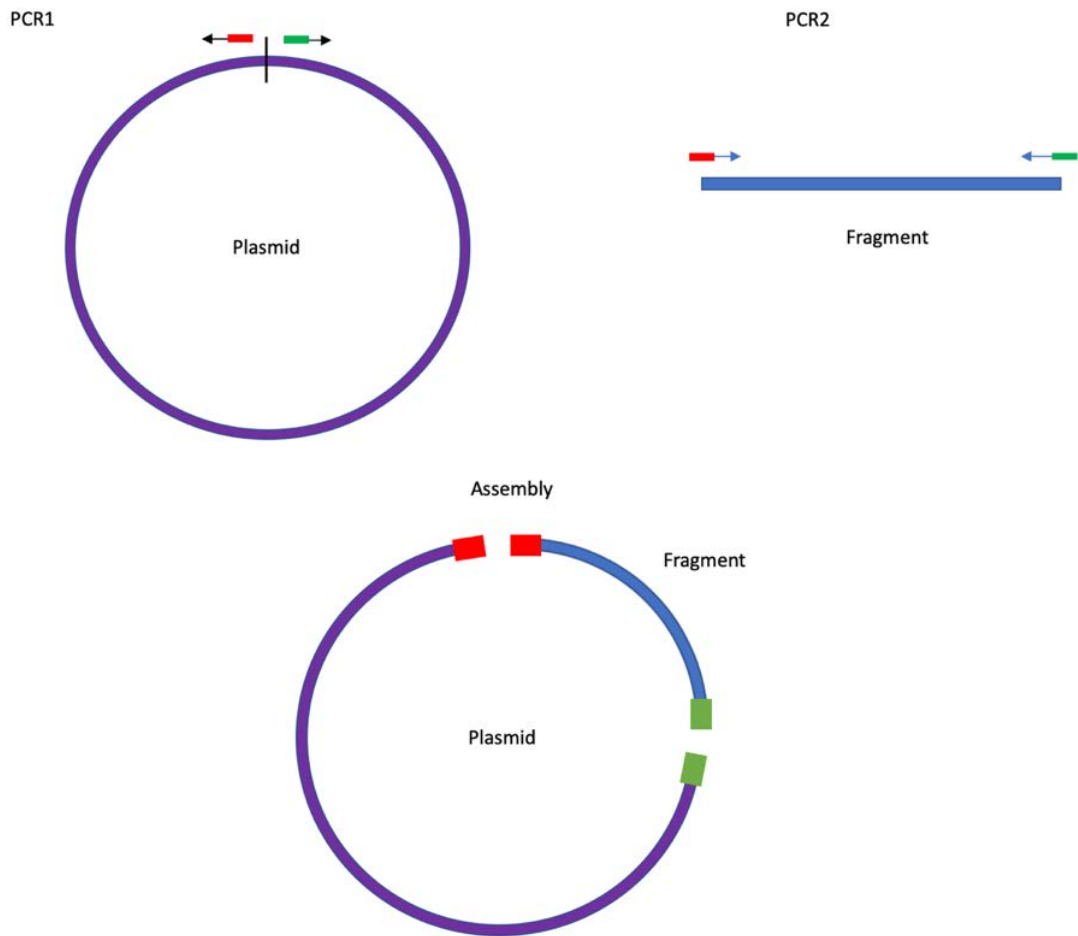 PCR1
PCR2
Plasmid
Fragment
Assembly
Fragment
Plasmid